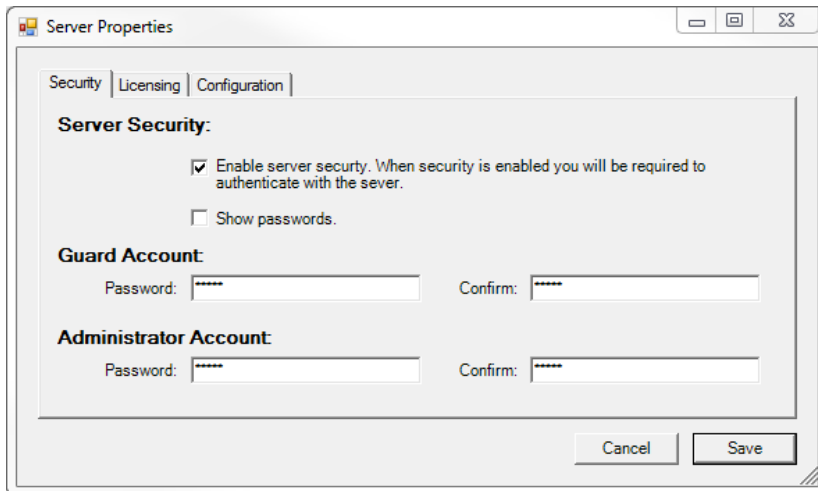 Server Properties
Security Licensing Configuration
Server Security:
Enable server securty. When security is enabled you will be required to
authenticate with the sever.
Show passwords.
Guard Account:
Password: ***** Confirm: *****
Administrator Account:
Password: ***** Confirm: *****
Cancel Save